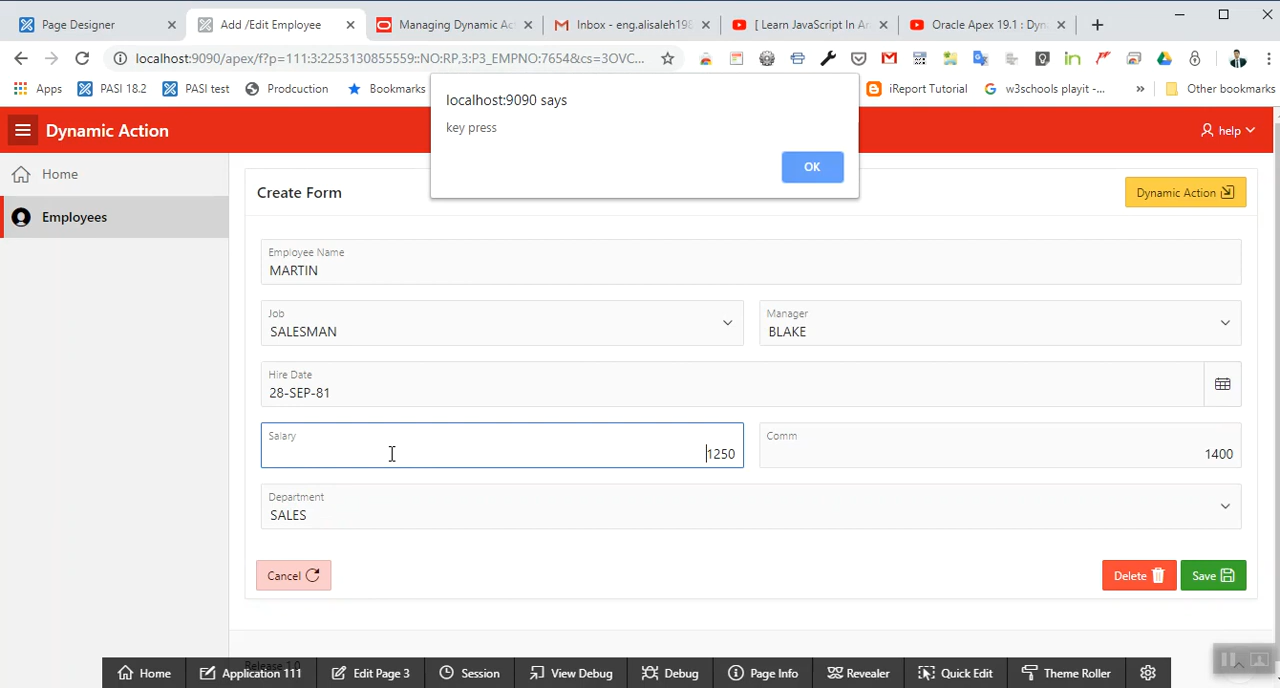 Page Designer
Add /Edit Employee
Managing Dynamic Ac
Inbox - eng.alisaleh198
[ Learn JavaScript In Ar
Oracle Apex 19.1 : Dyn
localhost:9090/apex/f?p=111:3:2253130855559::NO:RP,3:P3_EMPNO:7654&cs=3OVC...
Apps
PASI 18.2
PASI test
Production
Bookmarks
iReport Tutorial
w3schools playit -...
»
Other bookmarks
localhost:9090 says
key press
OK
Dynamic Action
help
Home
Employees
Create Form
Dynamic Action
Employee Name
MARTIN
Job
SALESMAN
Manager
BLAKE
Hire Date
28-SEP-81
Salary
1250
Comm
1400
Department
SALES
Cancel
Delete
Save
Release 1.0
Home
Application 111
Edit Page 3
Session
View Debug
Debug
Page Info
Revealer
Quick Edit
Theme Roller